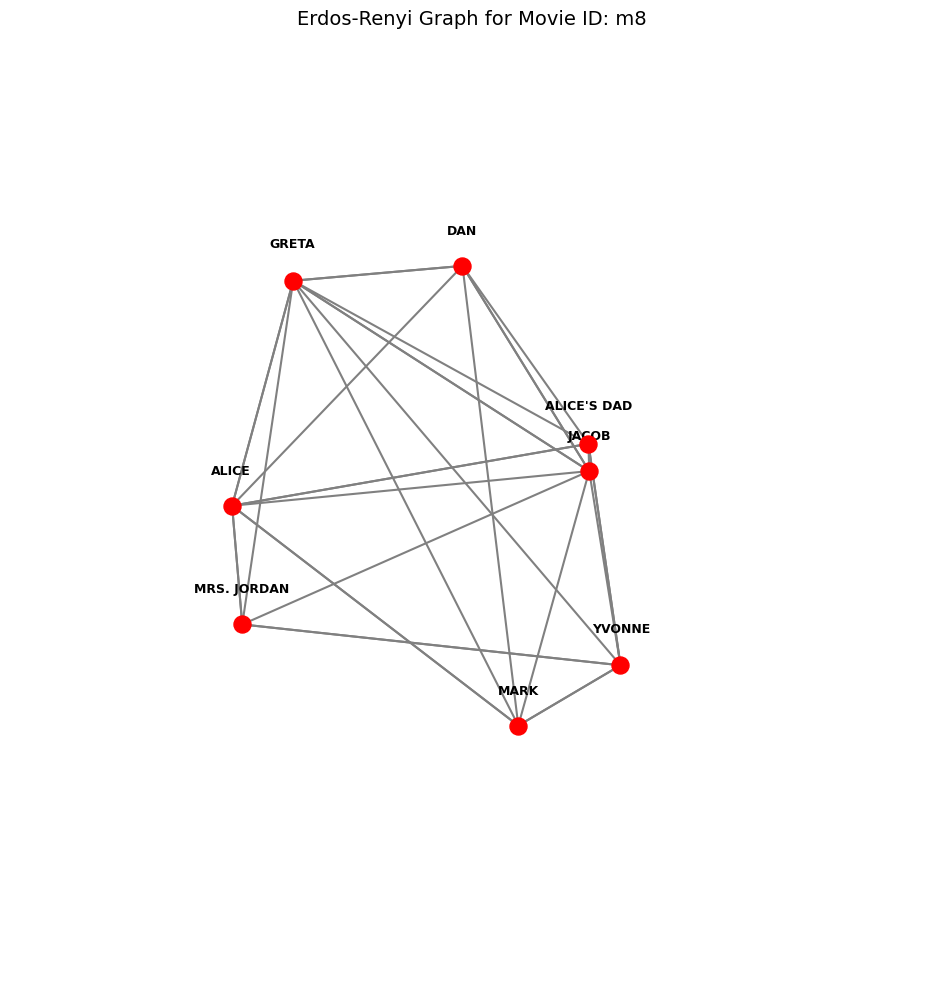 Erdos-Renyi Graph for Movie ID: m8
DAN
GRETA
ALICE'S DAD
JACOB
ALICE
MRS. JORDAN
YVONNE
MARK